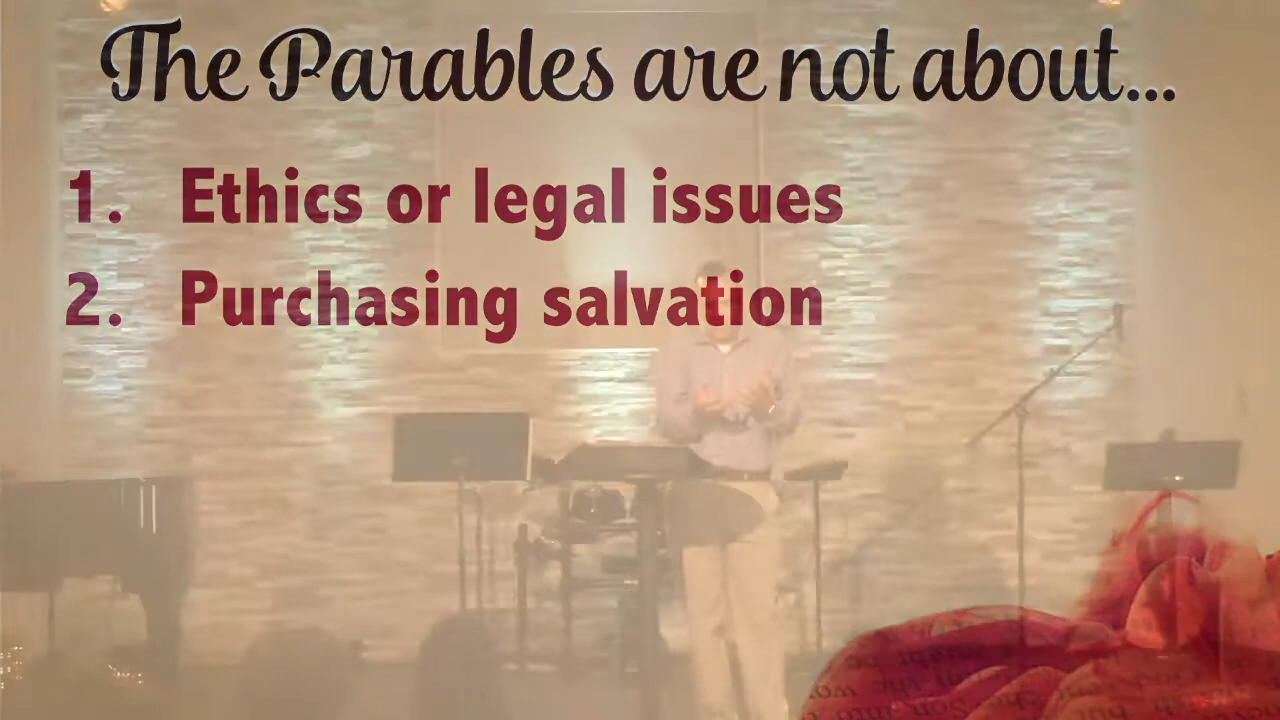 The Parables are not about...
1. Ethics or legal issues
2. Purchasing salvation